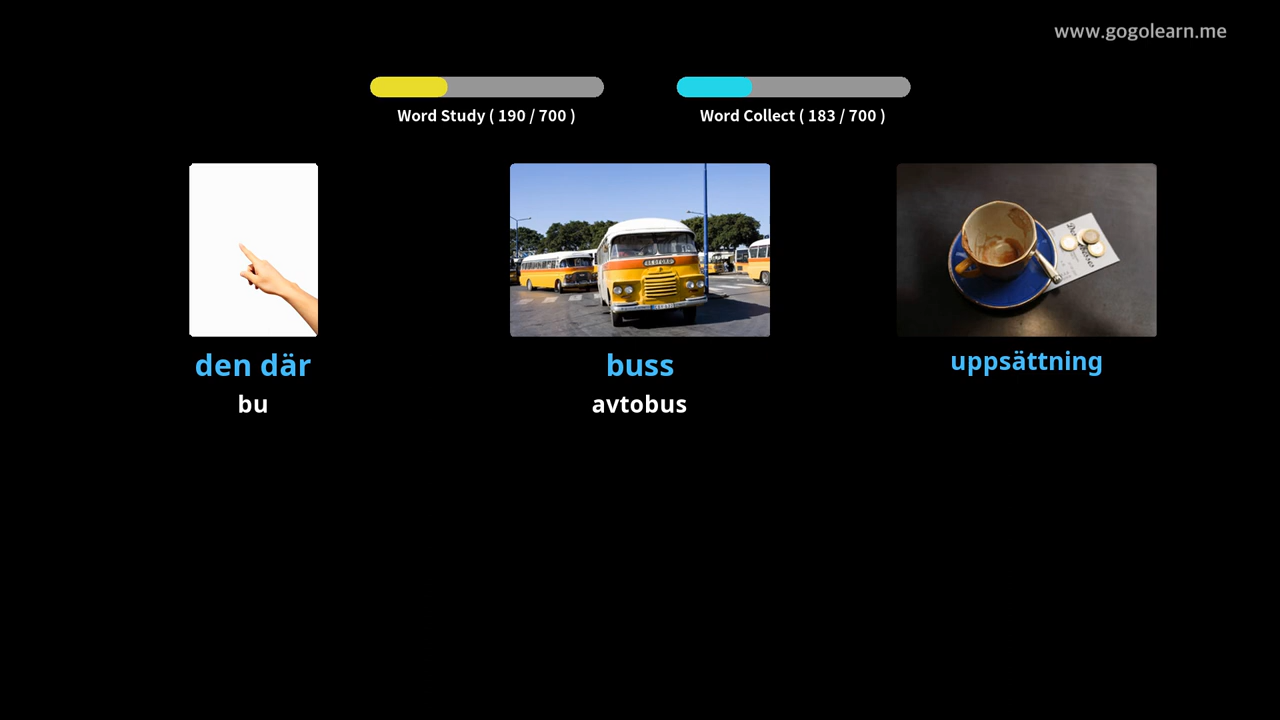 www.gogolearn.me
Word Study ( 190 / 700 )
Word Collect ( 183 / 700 )
den där
bu
buss
avtobus
uppsättning